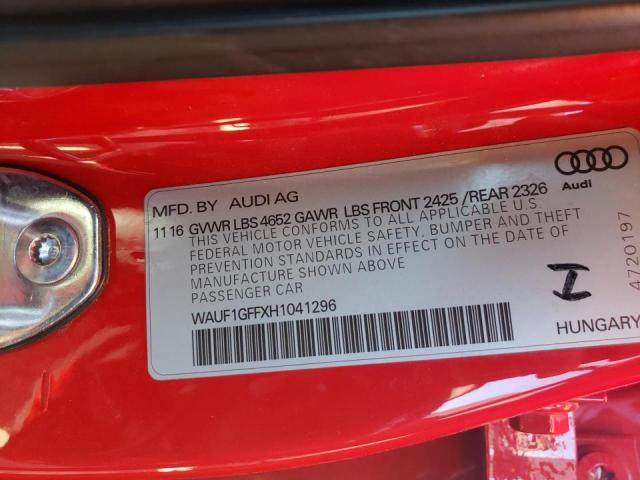 MFD. BY AUDI AG
11 16 GVWR LBS 4652 GAWR LBS FRONT 2425 / REAR 2326
THIS VEHICLE CONFORMS TO ALL APPLICABLE U.S.
FEDERAL MOTOR VEHICLE SAFETY, BUMPER AND THEFT
PREVENTION STANDARDS IN EFFECT ON THE DATE OF
MANUFACTURE SHOWN ABOVE
PASSENGER CAR
WAUF1GFFXH1041296
Audi
4720197
I
HUNGARY